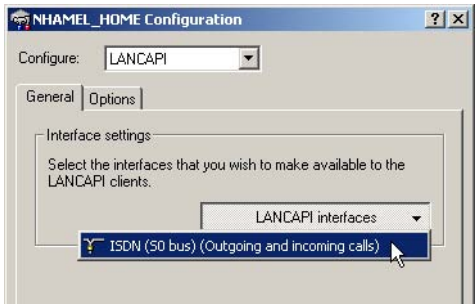 NHAMEL_HOME Configuration
Configure: LANCAPI
General Options
Interface settings
Select the interfaces that you wish to make available to the
LANCAPI clients.
LANCAPI interfaces
ISDN (S0 bus) (Outgoing and incoming calls)